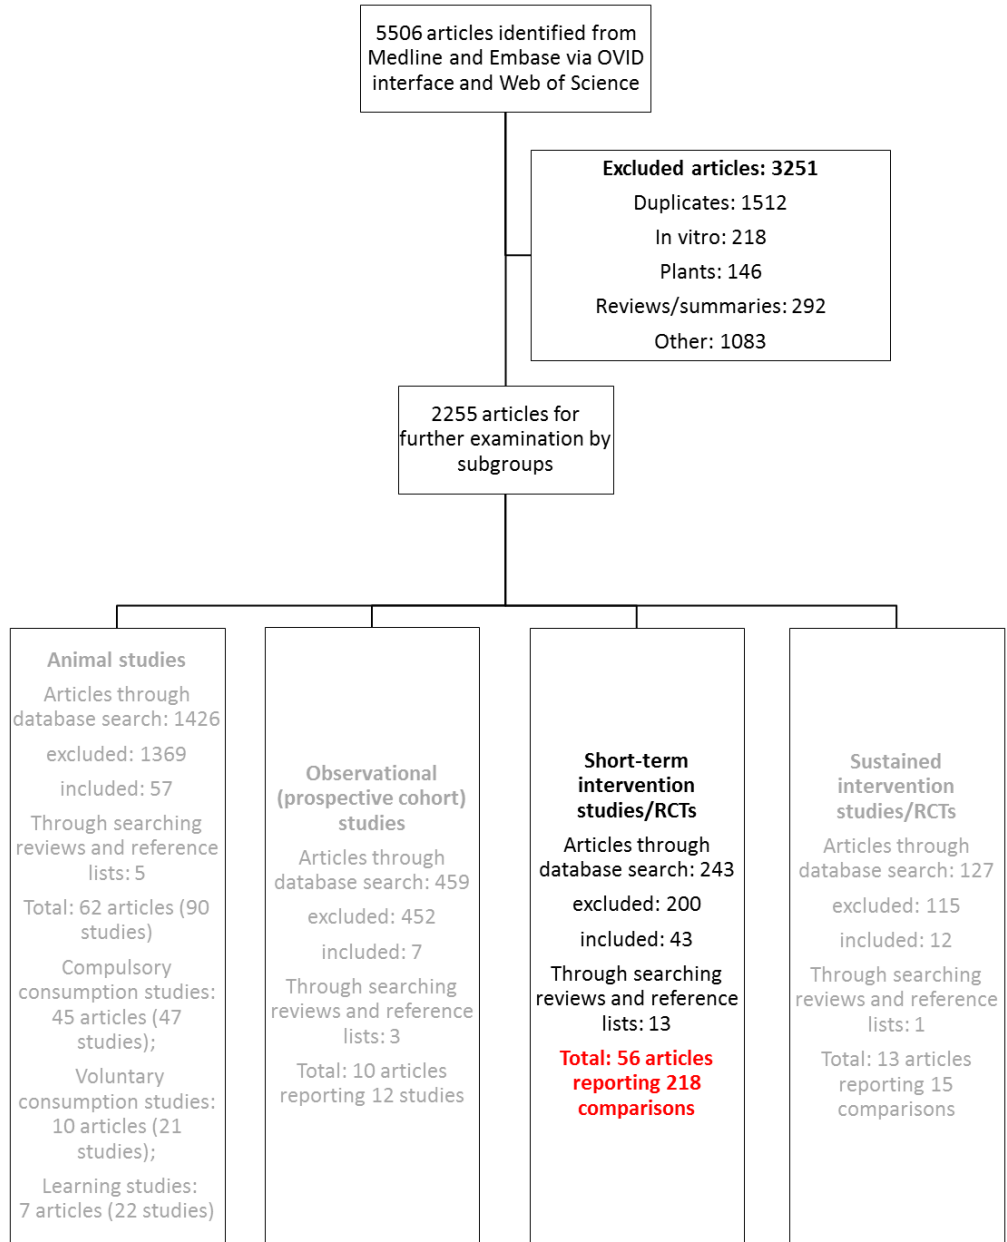 5506 articles identified from
Medline and Embase via OVID
interface and Web of Science
Excluded articles: 3251
Duplicates: 1512
In vitro: 218
Plants: 146
Reviews/summaries: 292
Other: 1083
2255 articles for
further examination by
subgroups
Animal studies
Articles through
database search: 1426
excluded: 1369
included: 57
Through searching
reviews and reference
lists: 5
Total: 62 articles (90
studies)
Compulsory
consumption studies:
45 articles (47
studies);
Voluntary
consumption studies:
10 articles (21
studies);
Learning studies:
7 articles (22 studies)
Observational
(prospective cohort)
studies
Articles through
database search: 459
excluded: 452
included: 7
Through searching
reviews and reference
lists: 3
Total: 10 articles
reporting 12 studies
Short-term
intervention
studies/RCTs
Articles through
database search: 243
excluded: 200
included: 43
Through searching
reviews and reference
lists: 13
Total: 56 articles
reporting 218
comparisons
Sustained
intervention
studies/RCTs
Articles through
database search: 127
excluded: 115
included: 12
Through searching
reviews and reference
lists: 1
Total: 13 articles
reporting 15
comparisons